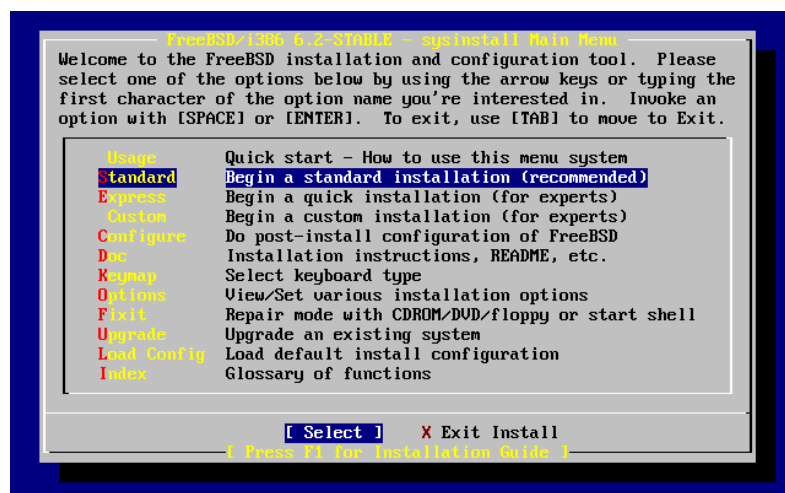 FreeBSD/i386 6.2-STABLE - sysinstall Main Menu
Welcome to the FreeBSD installation and configuration tool.  Please
select one of the options below by using the arrow keys or typing the
first character of the option name you're interested in.  Invoke an
option with [SPACE] or [ENTER].  To exit, use [TAB] to move to Exit.
Usage Quick start - How to use this menu system
Standard Begin a standard installation (recommended)
Express Begin a quick installation (for experts)
Custom Begin a custom installation (for experts)
Configure Do post-install configuration of FreeBSD
Doc Installation instructions, README, etc.
Keymap Select keyboard type
Options View/Set various installation options
Fixit Repair mode with CDROM/DVD/floppy or start shell
Upgrade Upgrade an existing system
Load Config Load default install configuration
Index Glossary of functions
[ Select ] X Exit Install
[ Press F1 for Installation Guide ]